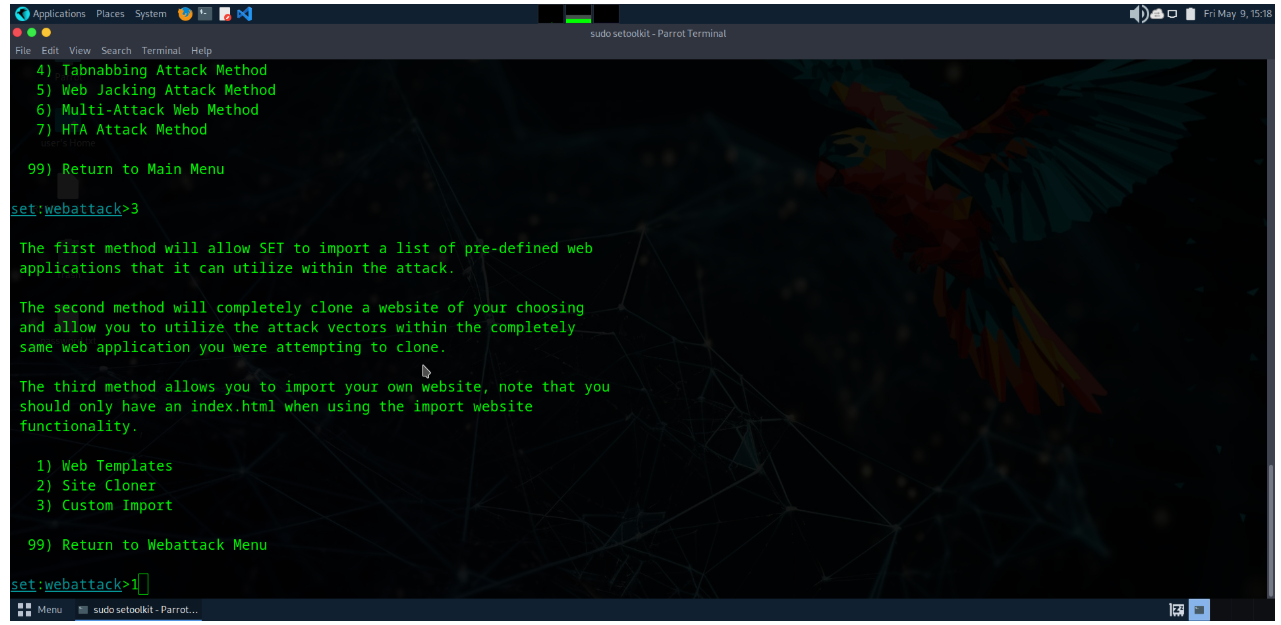 Applications Places System Fri May 9, 15:18
sudo setoolkit - Parrot Terminal
File Edit View Search Terminal Help
4) Tabnabbing Attack Method
5) Web Jacking Attack Method
6) Multi-Attack Web Method
7) HTA Attack Method
99) Return to Main Menu
set:webattack>3
The first method will allow SET to import a list of pre-defined web
applications that it can utilize within the attack.
The second method will completely clone a website of your choosing
and allow you to utilize the attack vectors within the completely
same web application you were attempting to clone.
The third method allows you to import your own website, note that you
should only have an index.html when using the import website
functionality.
1) Web Templates
2) Site Cloner
3) Custom Import
99) Return to Webattack Menu
set:webattack>1
Menu sudo setoolkit - Parrot...